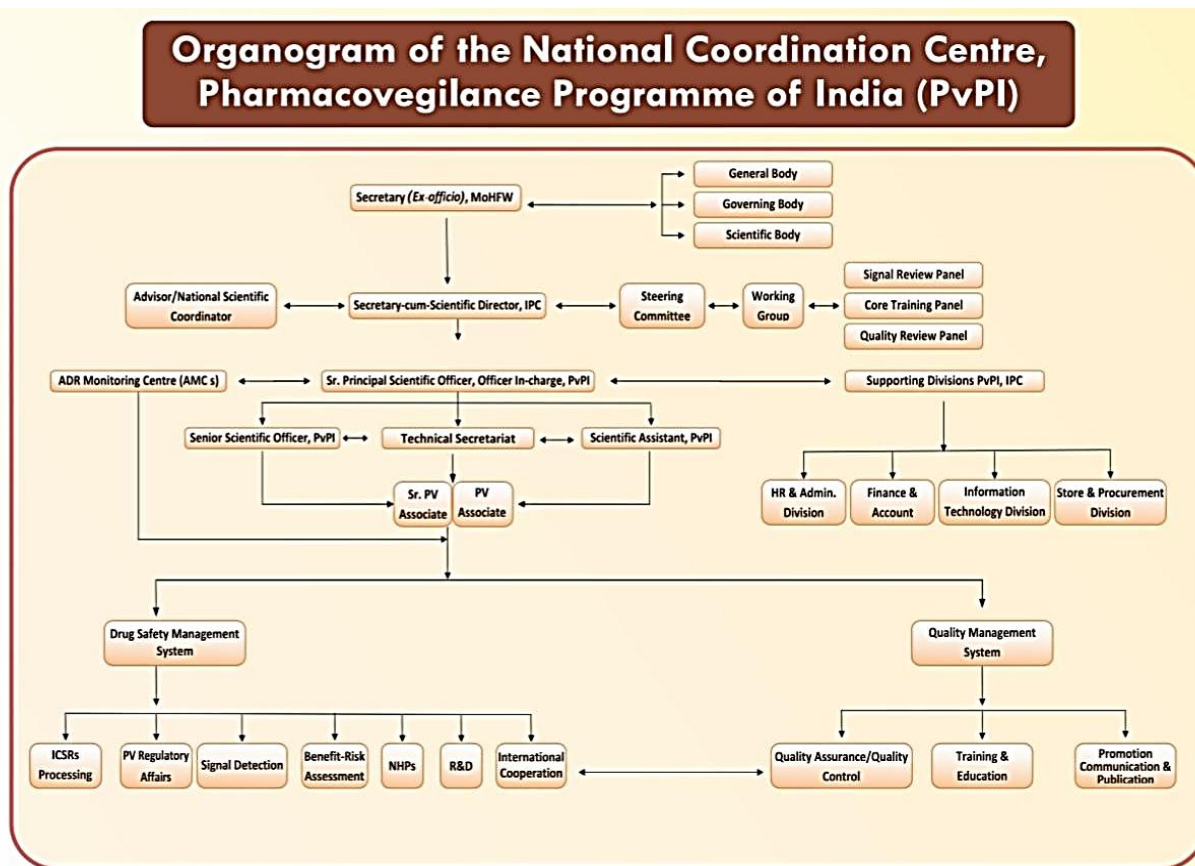 Organogram of the National Coordination Centre,
Pharmacovegilance Programme of India (PvPI)
General Body
Secretary (Ex-officio), MoHFW
Governing Body
Scientific Body
Signal Review Panel
Advisor/National Scientific
Coordinator
Secretary-cum-Scientific Director, IPC
Steering
Committee
Working
Group
Core Training Panel
Quality Review Panel
ADR Monitoring Centre (AMC s)
Sr. Principal Scientific Officer, Officer In-charge, PvPI
Supporting Divisions PvPI, IPC
Senior Scientific Officer, PvPI
Technical Secretariat
Scientific Assistant, PvPI
Sr. PV
Associate
PV
Associate
HR & Admin.
Division
Finance &
Account
Information
Technology Division
Store & Procurement
Division
Drug Safety Management
System
Quality Management
System
ICSRs
Processing
PV Regulatory
Affairs
Signal Detection
Benefit-Risk
Assessment
NHPs
R&D
International
Cooperation
Quality Assurance/Quality
Control
Training &
Education
Promotion
Communication &
Publication